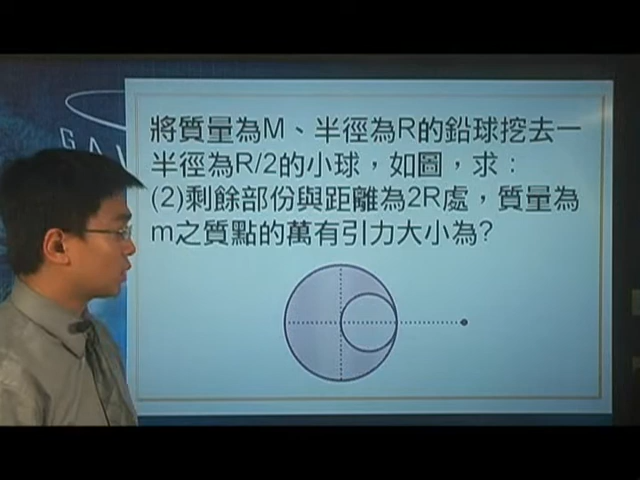 將質量為M、半徑為R的鉛球挖去一
半徑為R/2的小球，如圖，求：
(2)剩餘部份與距離為2R處，質量為
m之質點的萬有引力大小為?